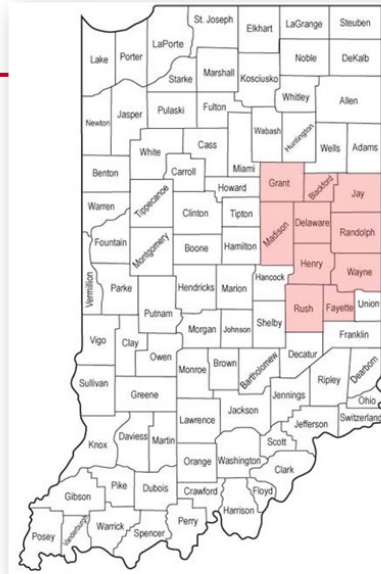 St. Joseph
Elkhart
LaGrange
Steuben
LaPorte
Lake
Porter
Noble
DeKalb
Marshall
Kosciusko
Starke
Whitley
Allen
Jasper
Pulaski
Fulton
Newton
Wabash
Huntington
Wells
Adams
Cass
White
Miami
Carroll
Benton
Grant
Blackford
Jay
Howard
Warren
Tippecanoe
Clinton
Tipton
Madison
Delaware
Randolph
Fountain
Montgomery
Boone
Hamilton
Henry
Wayne
Vermillion
Parke
Hendricks
Marion
Hancock
Putnam
Rush
Fayette
Union
Shelby
Morgan
Johnson
Franklin
Vigo
Clay
Owen
Monroe
Brown
Bartholomew
Decatur
Dearborn
Sullivan
Ripley
Greene
Jennings
Ohio
Jackson
Switzerland
Lawrence
Jefferson
Knox
Daviess
Martin
Scott
Orange
Washington
Clark
Pike
Dubois
Gibson
Crawford
Floyd
Harrison
Perry
Warrick
Spencer
Posey
Vanderburgh